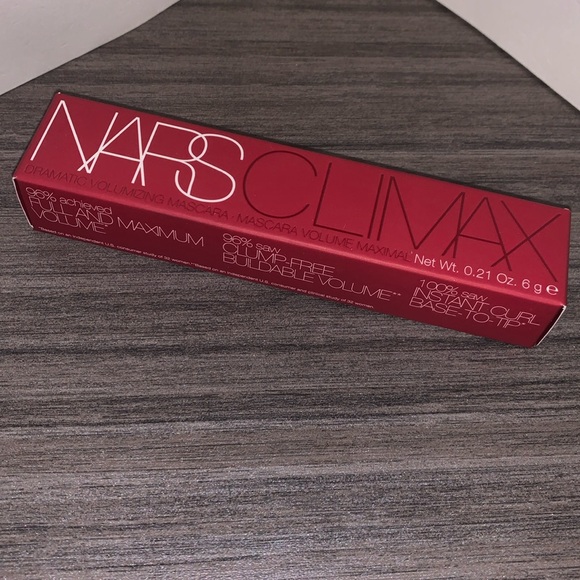 NARS CLIMAX
DRAMATIC VOLUMIZING MASCARA · MASCARA VOLUME MAXIMAL Net Wt. 0.21 Oz. 6 g ℮
96% achieved
FULL AND MAXIMUM
VOLUME*
96% saw
CLUMP-FREE
BUILDABLE VOLUME**
100% saw
INSTANT CURL
BASE-TO-TIP*